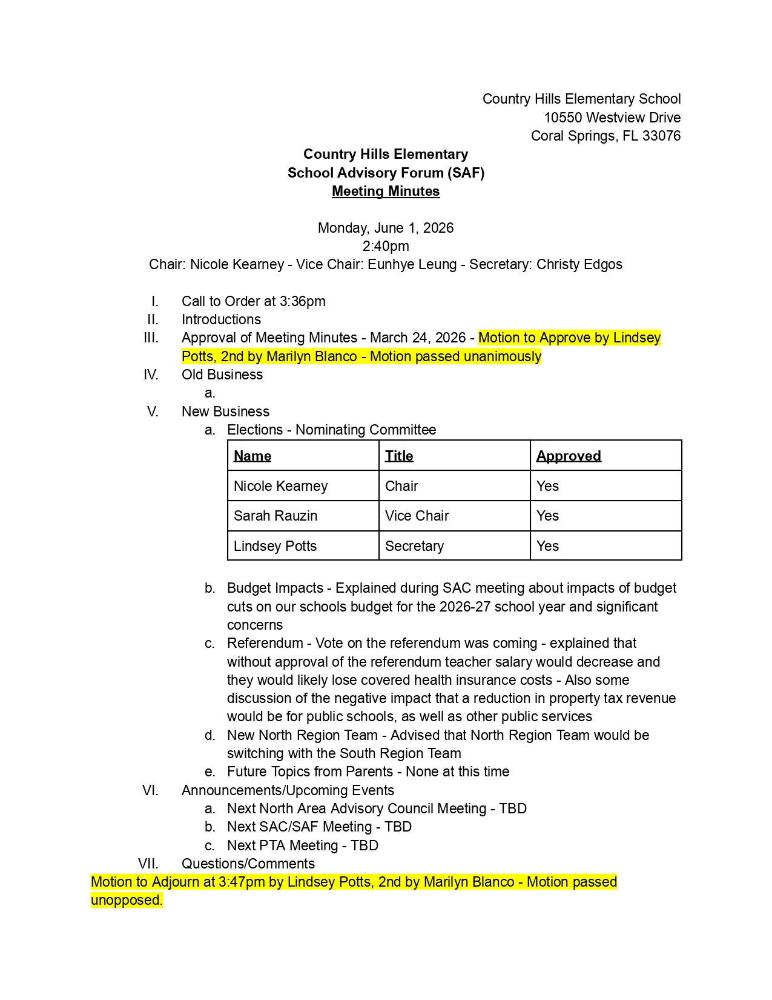 Country Hills Elementary School
10550 Westview Drive
Coral Springs, FL 33076
Country Hills Elementary
School Advisory Forum (SAF)
Meeting Minutes
Monday, June 1, 2026
2:40pm
Chair: Nicole Kearney - Vice Chair: Eunhye Leung - Secretary: Christy Edgos
I. Call to Order at 3:36pm
II. Introductions
III. Approval of Meeting Minutes - March 24, 2026 - Motion to Approve by Lindsey
Potts, 2nd by Marilyn Blanco - Motion passed unanimously
IV. Old Business
a.
V. New Business
a. Elections - Nominating Committee
Name Title Approved
Nicole Kearney Chair Yes
Sarah Rauzin Vice Chair Yes
Lindsey Potts Secretary Yes
b. Budget Impacts - Explained during SAC meeting about impacts of budget
cuts on our schools budget for the 2026-27 school year and significant
concerns
c. Referendum - Vote on the referendum was coming - explained that
without approval of the referendum teacher salary would decrease and
they would likely lose covered health insurance costs - Also some
discussion of the negative impact that a reduction in property tax revenue
would be for public schools, as well as other public services
d. New North Region Team - Advised that North Region Team would be
switching with the South Region Team
e. Future Topics from Parents - None at this time
VI. Announcements/Upcoming Events
a. Next North Area Advisory Council Meeting - TBD
b. Next SAC/SAF Meeting - TBD
c. Next PTA Meeting - TBD
VII. Questions/Comments
Motion to Adjourn at 3:47pm by Lindsey Potts, 2nd by Marilyn Blanco - Motion passed
unopposed.